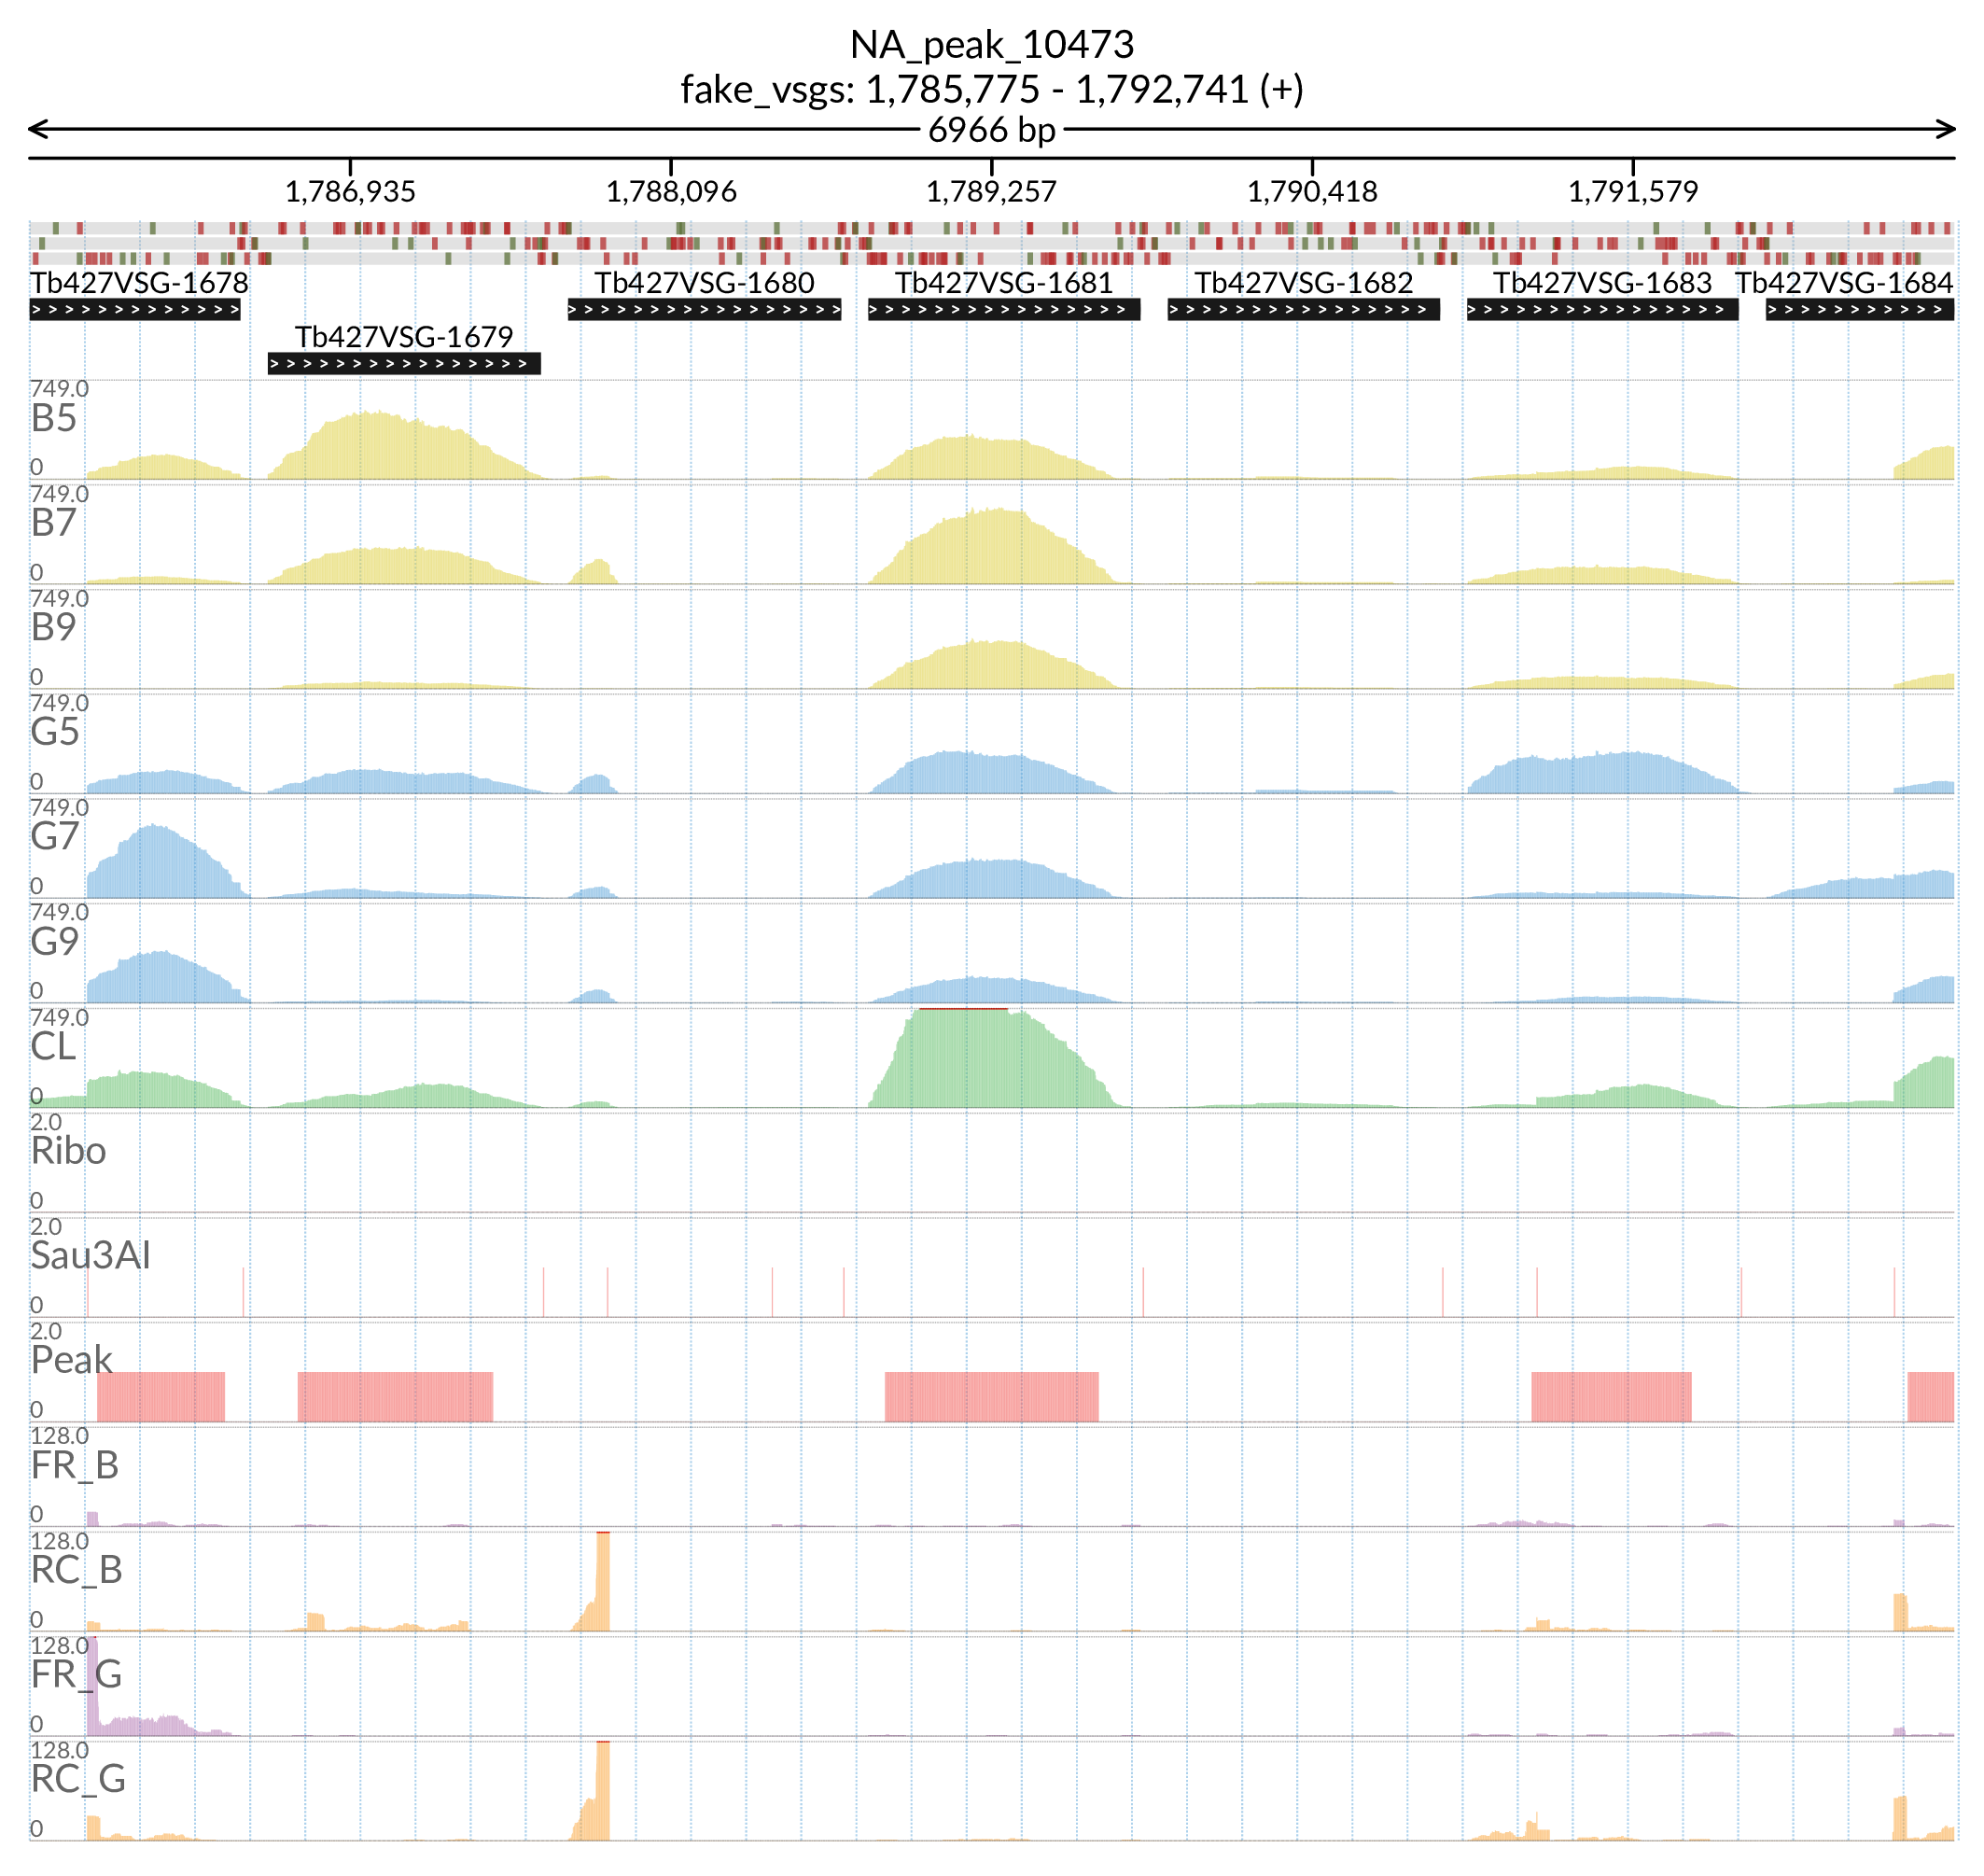 NA_peak_10473
fake_vsgs: 1,785,775 - 1,792,741 (+)
6966 bp
1,786,935 1,788,096 1,789,257 1,790,418 1,791,579
Tb427VSG-1678 Tb427VSG-1680 Tb427VSG-1681 Tb427VSG-1682 Tb427VSG-1683 Tb427VSG-1684
Tb427VSG-1679
749.0
B5
0
749.0
B7
0
749.0
B9
0
749.0
G5
0
749.0
G7
0
749.0
G9
0
749.0
CL
0
2.0
Ribo
0
2.0
Sau3AI
0
2.0
Peak
0
128.0
FR_B
0
128.0
RC_B
0
128.0
FR_G
0
128.0
RC_G
0